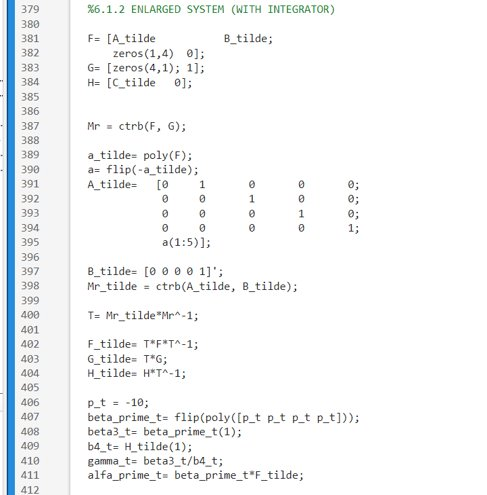 379 %6.1.2 ENLARGED SYSTEM (WITH INTEGRATOR)
380
381 F= [A_tilde B_tilde;
382 zeros(1,4) 0];
383 G= [zeros(4,1); 1];
384 H= [C_tilde 0];
385
386
387 Mr = ctrb(F, G);
388
389 a_tilde= poly(F);
390 a= flip(-a_tilde);
391 A_tilde= [0 1 0 0 0;
392 0 0 1 0 0;
393 0 0 0 1 0;
394 0 0 0 0 1;
395 a(1:5)];
396
397 B_tilde= [0 0 0 0 1]';
398 Mr_tilde = ctrb(A_tilde, B_tilde);
399
400 T= Mr_tilde*Mr^-1;
401
402 F_tilde= T*F*T^-1;
403 G_tilde= T*G;
404 H_tilde= H*T^-1;
405
406 p_t = -10;
407 beta_prime_t= flip(poly([p_t p_t p_t p_t]));
408 beta3_t= beta_prime_t(1);
409 b4_t= H_tilde(1);
410 gamma_t= beta3_t/b4_t;
411 alfa_prime_t= beta_prime_t*F_tilde;
412